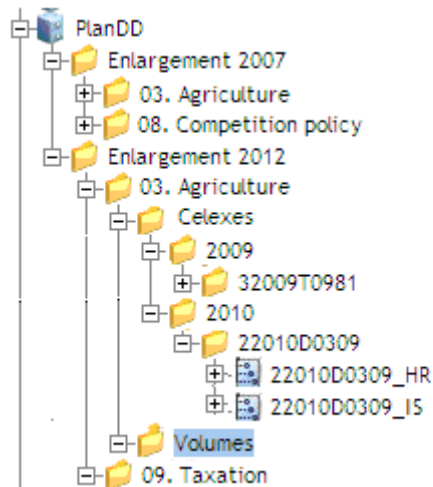 PlanDD
Enlargement 2007
03. Agriculture
08. Competition policy
Enlargement 2012
03. Agriculture
Celexes
2009
32009T0981
2010
22010D0309
22010D0309_HR
22010D0309_IS
Volumes
09. Taxation